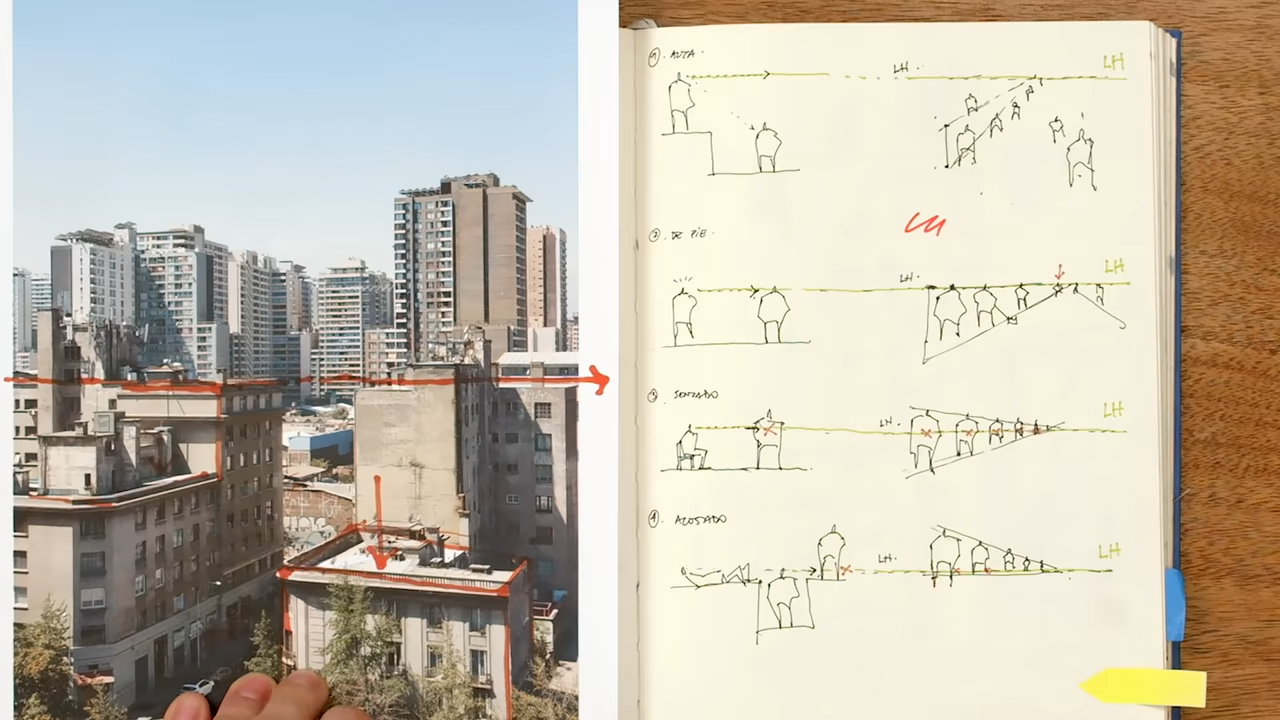 1. ALTA.
LH.
LH
2. DE PIE.
LH.
LH
3. SENTADO
LH.
LH
4. ACOSTADO
LH.
LH